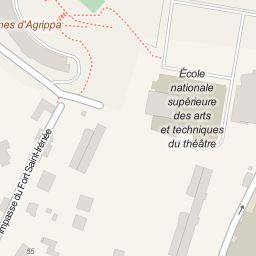 nes d'Agrippa
École
nationale
supérieure
des arts
et techniques
du théâtre
Impasse du Fort Saint-Irénée
55